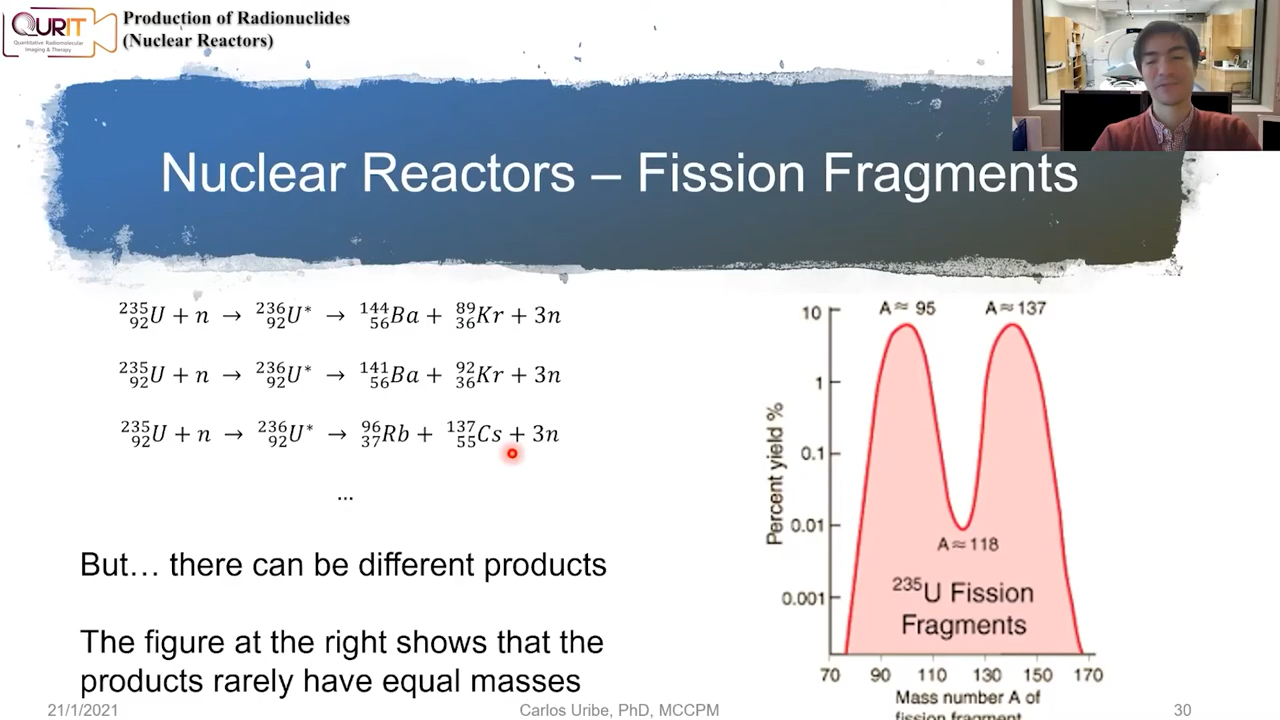 QURIT
Quantitative Radiomolecular
Imaging & Therapy
Production of Radionuclides
(Nuclear Reactors)
Nuclear Reactors – Fission Fragments
²³⁵₉₂U + n → ²³⁶₉₂U* → ¹⁴⁴₅₆Ba + ⁸⁹₃₆Kr + 3n
²³⁵₉₂U + n → ²³⁶₉₂U* → ¹⁴¹₅₆Ba + ⁹²₃₆Kr + 3n
²³⁵₉₂U + n → ²³⁶₉₂U* → ⁹⁶₃₇Rb + ¹³⁷₅₅Cs + 3n
...
But... there can be different products
The figure at the right shows that the
products rarely have equal masses
A≈ 95
A≈137
10
1
0.1
0.01
0.001
Percent yield %
A≈118
²³⁵U Fission
Fragments
70 90 110 130 150 170
Mass number A of
fission fragment
21/1/2021
Carlos Uribe, PhD, MCCPM
30